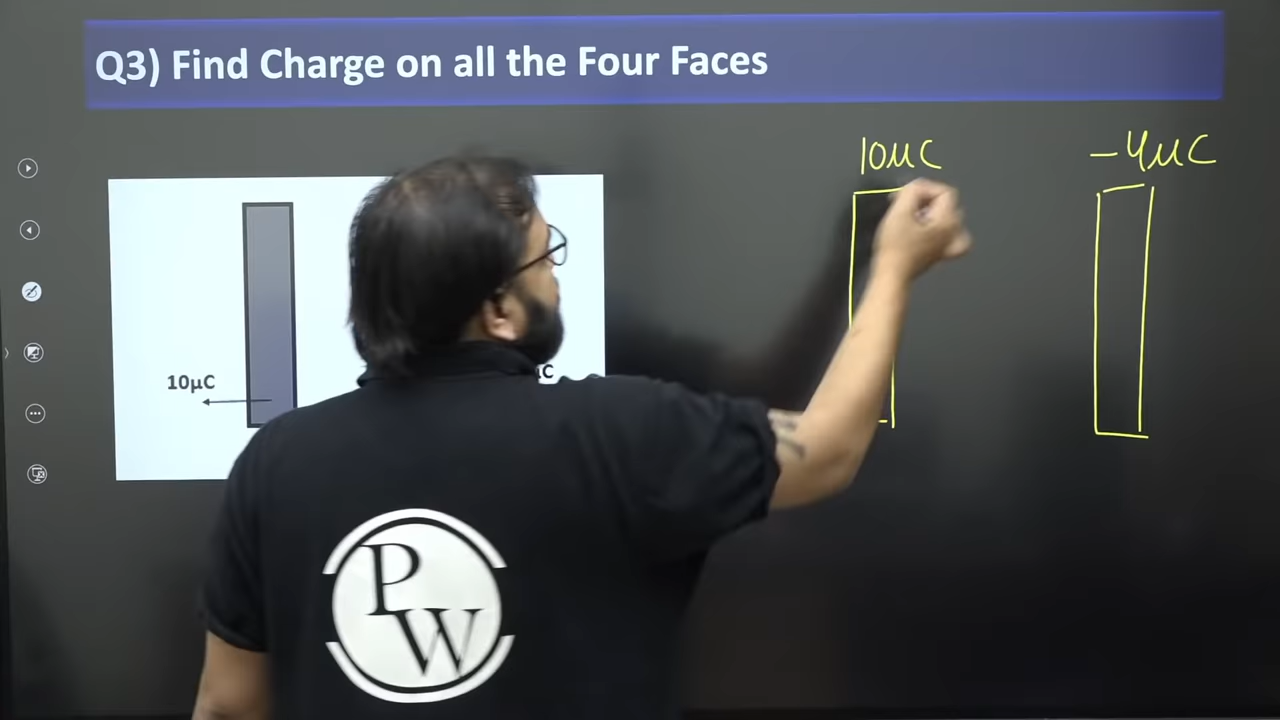 Q3) Find Charge on all the Four Faces
10μC
-4μC
10μC
PW